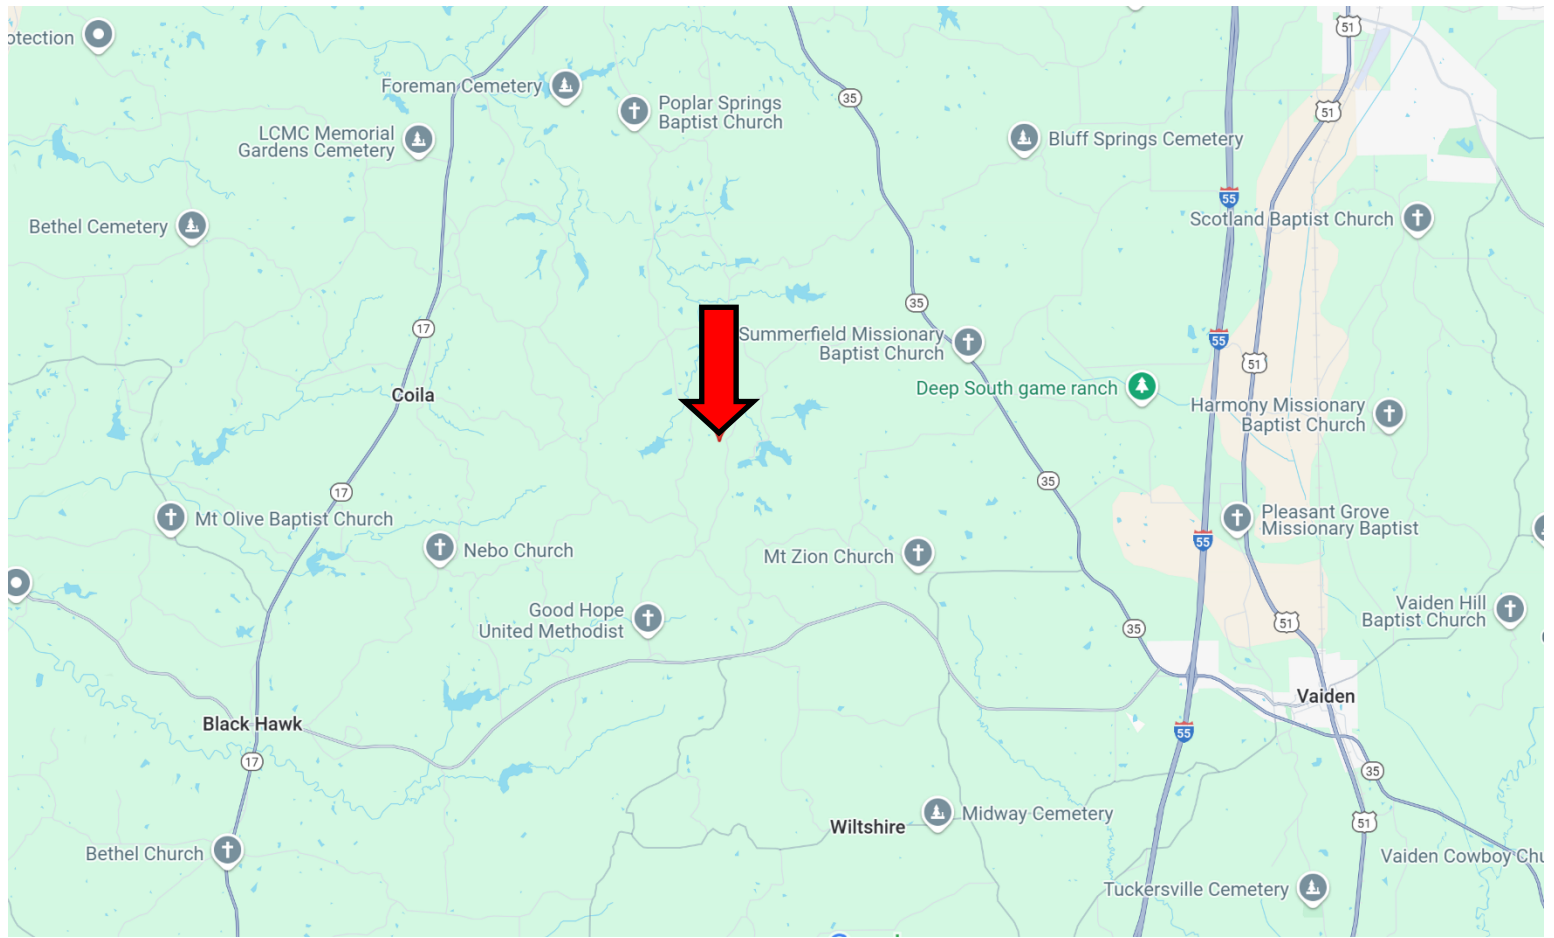 otection
51
Foreman Cemetery
35
Poplar Springs
Baptist Church
51
LCMC Memorial
Gardens Cemetery
Bluff Springs Cemetery
55
Bethel Cemetery
Scotland Baptist Church
35
17
Summerfield Missionary
Baptist Church
55
51
Coila
Deep South game ranch
Harmony Missionary
Baptist Church
35
17
Mt Olive Baptist Church
Pleasant Grove
Missionary Baptist
55
Nebo Church
Mt Zion Church
Good Hope
United Methodist
Vaiden Hill
Baptist Church
51
35
Vaiden
Black Hawk
55
17
35
Midway Cemetery
Wiltshire
51
Bethel Church
Vaiden Cowboy Chu
Tuckersville Cemetery